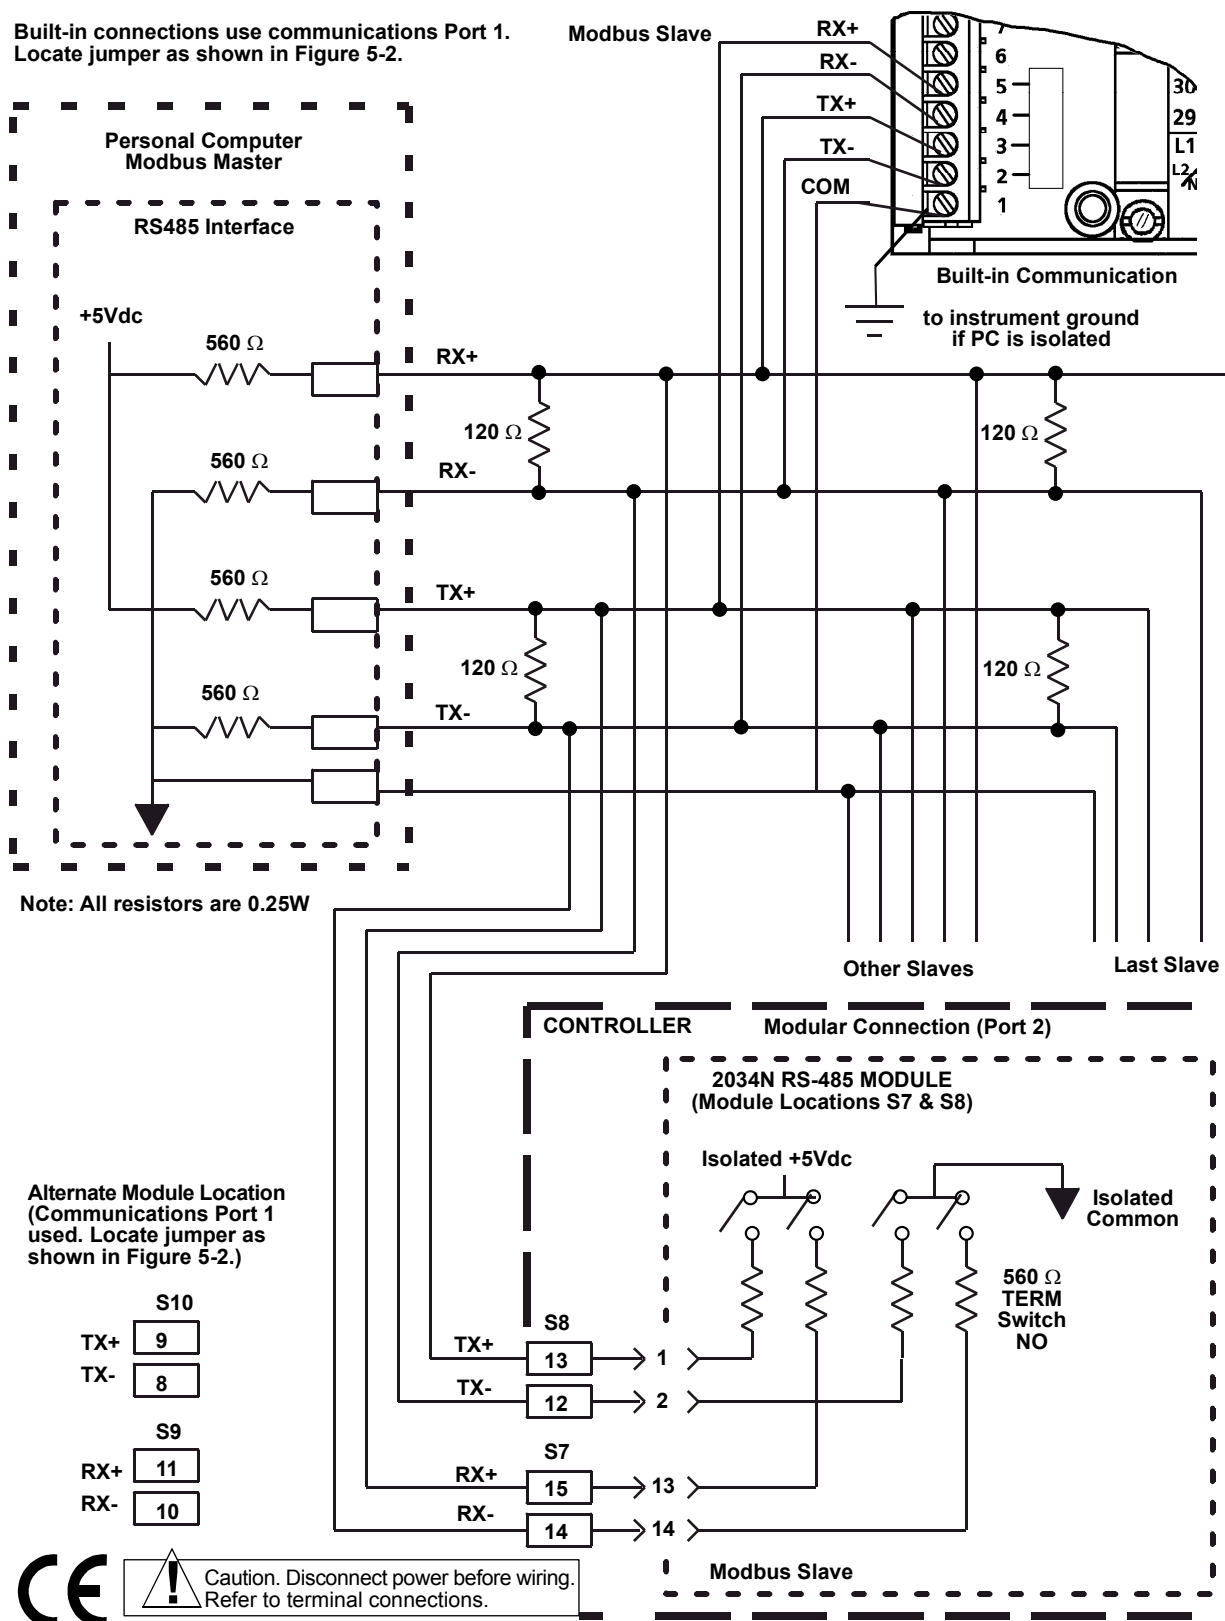 Built-in connections use communications Port 1.
Locate jumper as shown in Figure 5-2.
Modbus Slave
RX+
RX-
TX+
TX-
COM
7
6
5
4
3
2
1
30
29
L1
L2
N
Built-in Communication
to instrument ground
if PC is isolated
Personal Computer
Modbus Master
RS485 Interface
+5Vdc
560 Ω
RX+
120 Ω
120 Ω
560 Ω
RX-
560 Ω
TX+
120 Ω
120 Ω
560 Ω
TX-
Note: All resistors are 0.25W
Other Slaves
Last Slave
CONTROLLER
Modular Connection (Port 2)
2034N RS-485 MODULE
(Module Locations S7 & S8)
Isolated +5Vdc
Isolated
Common
560 Ω
TERM
Switch
NO
Alternate Module Location
(Communications Port 1
used. Locate jumper as
shown in Figure 5-2.)
S10
TX+ 9
TX- 8
S9
RX+ 11
RX- 10
S8
TX+ 13 1
TX- 12 2
S7
RX+ 15 13
RX- 14 14
Modbus Slave
CE
! Caution. Disconnect power before wiring.
Refer to terminal connections.